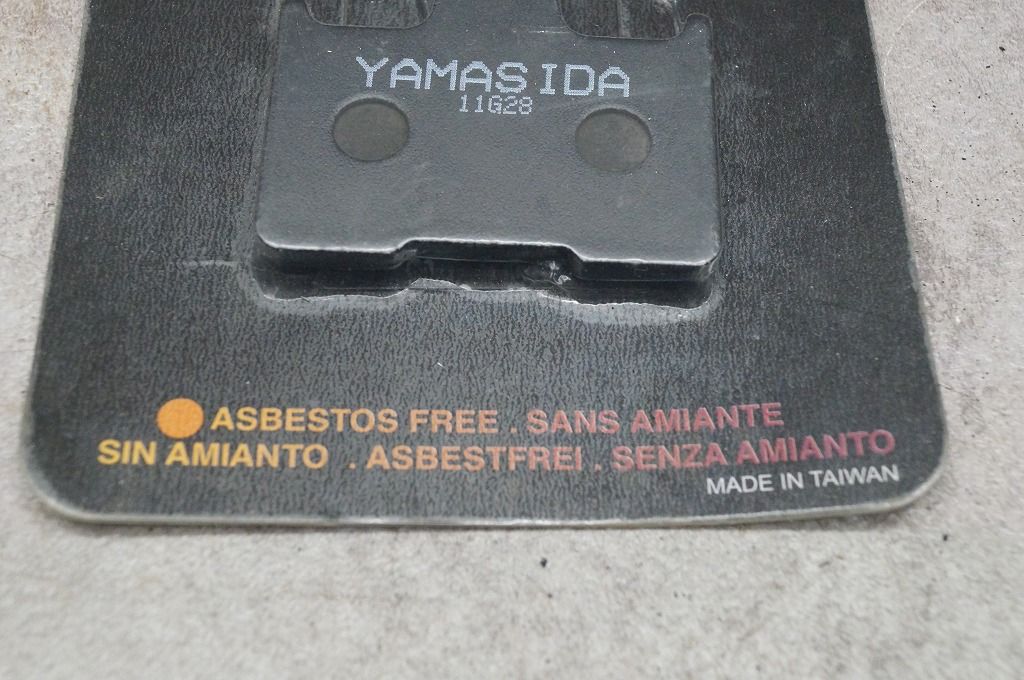 YAMASIDA
11G28
ASBESTOS FREE . SANS AMIANTE
SIN AMIANTO . ASBESTFREI . SENZA AMIANTO
MADE IN TAIWAN